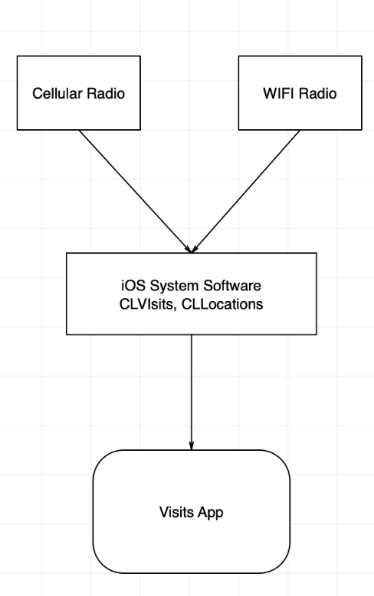 Cellular Radio
WIFI Radio
iOS System Software
CLVIsits, CLLocations
Visits App